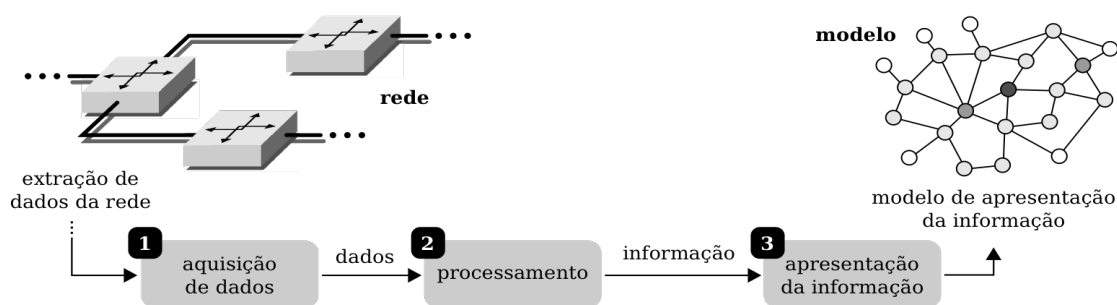 modelo
rede
extração de
dados da rede
modelo de apresentação
da informação
1
aquisição
de dados
dados
2
processamento
informação
3
apresentação
da informação